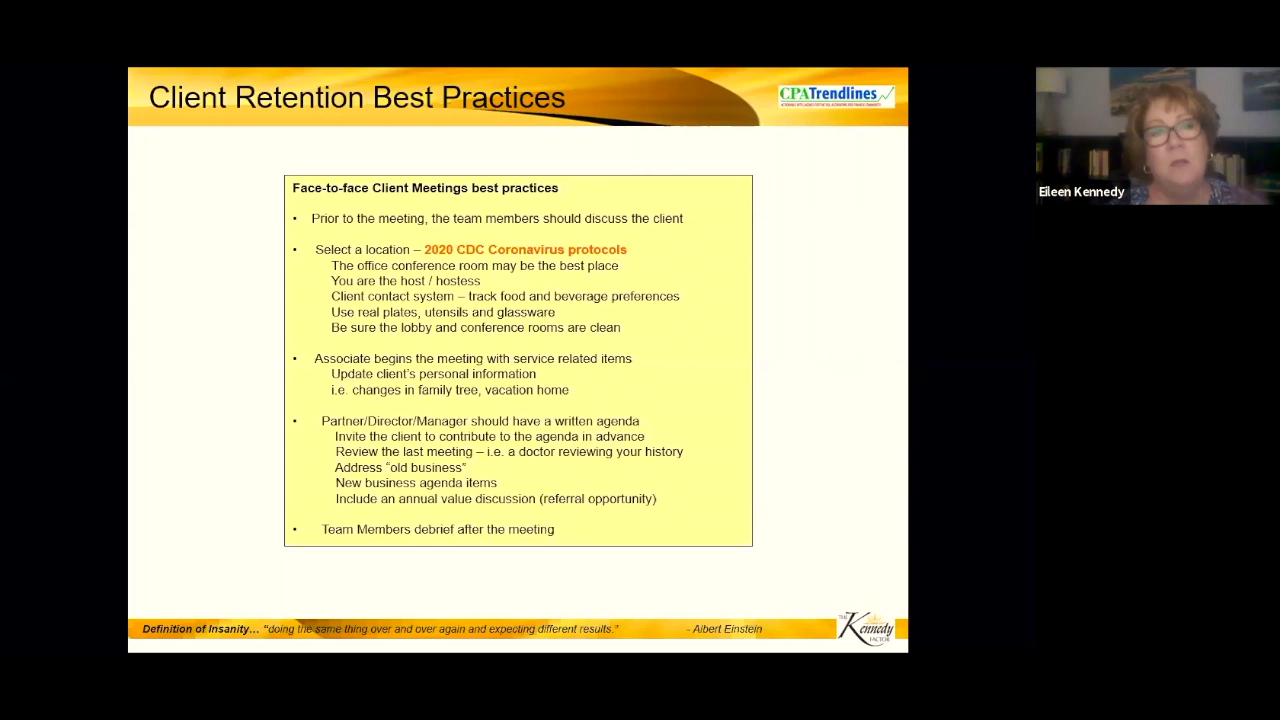 Client Retention Best Practices
CPATrendlines
Eileen Kennedy
Face-to-face Client Meetings best practices
• Prior to the meeting, the team members should discuss the client
• Select a location – 2020 CDC Coronavirus protocols
The office conference room may be the best place
You are the host / hostess
Client contact system – track food and beverage preferences
Use real plates, utensils and glassware
Be sure the lobby and conference rooms are clean
• Associate begins the meeting with service related items
Update client's personal information
i.e. changes in family tree, vacation home
• Partner/Director/Manager should have a written agenda
Invite the client to contribute to the agenda in advance
Review the last meeting – i.e. a doctor reviewing your history
Address “old business”
New business agenda items
Include an annual value discussion (referral opportunity)
• Team Members debrief after the meeting
Definition of Insanity… “doing the same thing over and over again and expecting different results.” - Albert Einstein
THE
Kennedy
FACTOR